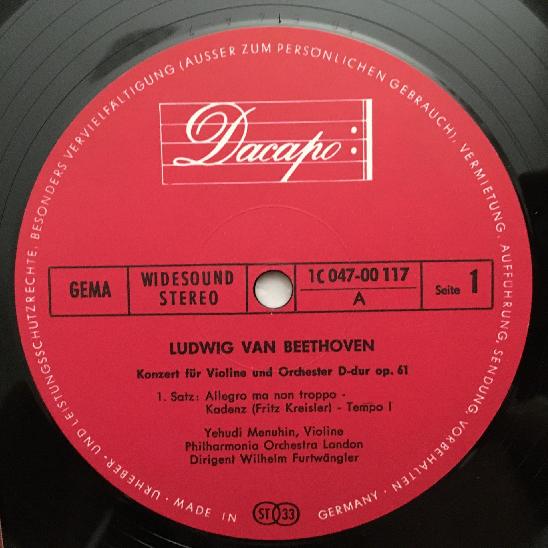 URHEBER- UND LEISTUNGSSCHUTZRECHTE, BESONDERS VERVIELFÄLTIGUNG (AUSSER ZUM PERSÖNLICHEN GEBRAUCH), VERMIETUNG, AUFFÜHRUNG, SENDUNG, VORBEHALTEN
Dacapo
GEMA
WIDESOUND
STEREO
1C 047-00 117
A
Seite 1
LUDWIG VAN BEETHOVEN
Konzert für Violine und Orchester D-dur op. 61
1. Satz: Allegro ma non troppo -
Kadenz (Fritz Kreisler) - Tempo I
Yehudi Menuhin, Violine
Philharmonia Orchestra London
Dirigent Wilhelm Furtwängler
MADE IN GERMANY
ST 33